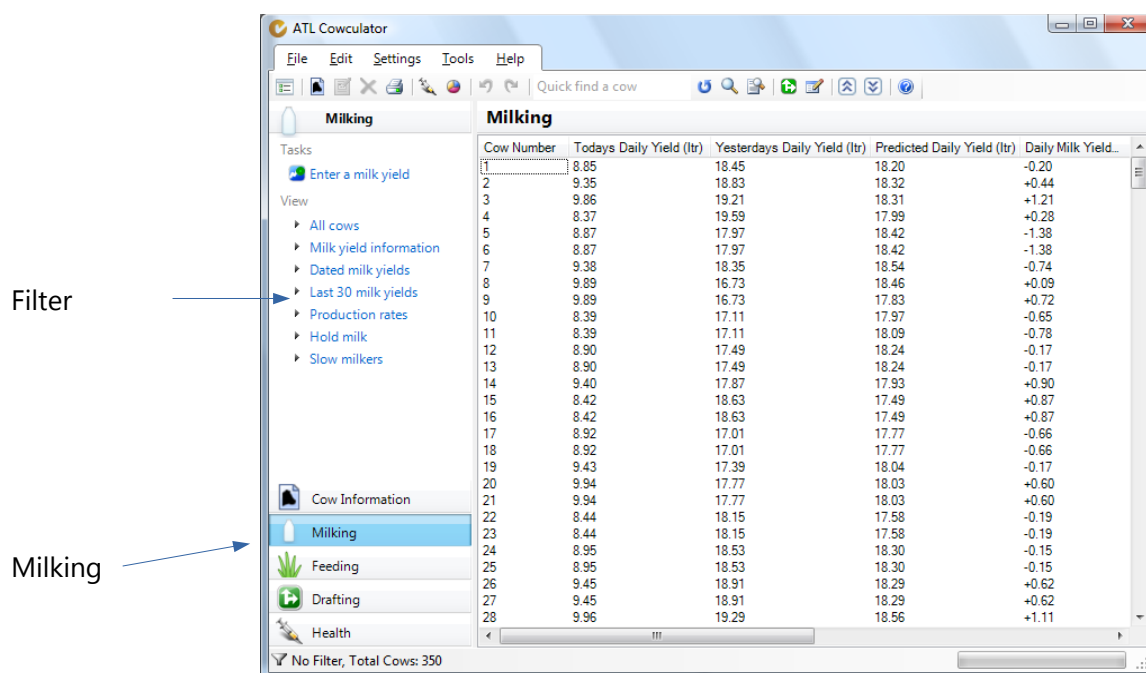 ATL Cowculator
File Edit Settings Tools Help
Quick find a cow
Milking
Tasks
Enter a milk yield
View
All cows
Milk yield information
Dated milk yields
Last 30 milk yields
Production rates
Hold milk
Slow milkers
Filter
Milking
Cow Information
Milking
Feeding
Drafting
Health
Milking
Cow Number Todays Daily Yield (ltr) Yesterdays Daily Yield (ltr) Predicted Daily Yield (ltr) Daily Milk Yield...
1 8.85 18.45 18.20 -0.20
2 9.35 18.83 18.32 +0.44
3 9.86 19.21 18.31 +1.21
4 8.37 19.59 17.99 +0.28
5 8.87 17.97 18.42 -1.38
6 8.87 17.97 18.42 -1.38
7 9.38 18.35 18.54 -0.74
8 9.89 16.73 18.46 +0.09
9 9.89 16.73 17.83 +0.72
10 8.39 17.11 17.97 -0.65
11 8.39 17.11 18.09 -0.78
12 8.90 17.49 18.24 -0.17
13 8.90 17.49 18.24 -0.17
14 9.40 17.87 17.93 +0.90
15 8.42 18.63 17.49 +0.87
16 8.42 18.63 17.49 +0.87
17 8.92 17.01 17.77 -0.66
18 8.92 17.01 17.77 -0.66
19 9.43 17.39 18.04 -0.17
20 9.94 17.77 18.03 +0.60
21 9.94 17.77 18.03 +0.60
22 8.44 18.15 17.58 -0.19
23 8.44 18.15 17.58 -0.19
24 8.95 18.53 18.30 -0.15
25 8.95 18.53 18.30 -0.15
26 9.45 18.91 18.29 +0.62
27 9.45 18.91 18.29 +0.62
28 9.96 19.29 18.56 +1.11
No Filter, Total Cows: 350